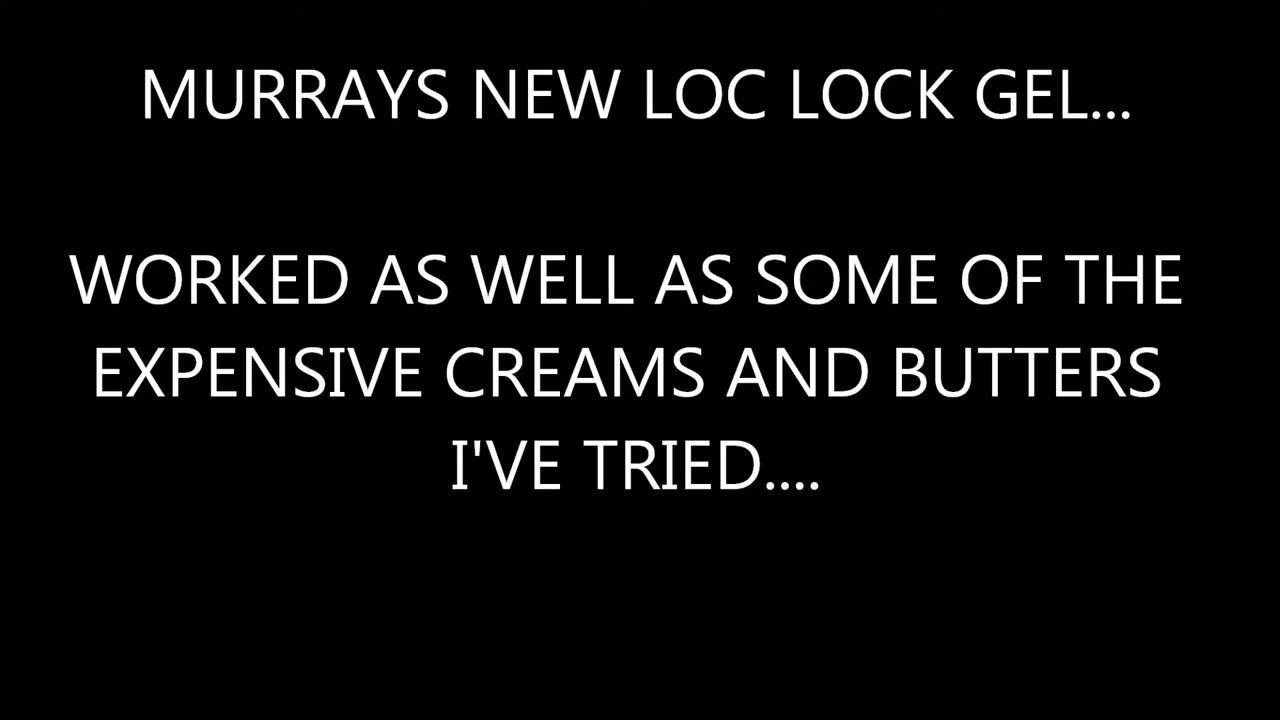 MURRAYS NEW LOC LOCK GEL...
WORKED AS WELL AS SOME OF THE
EXPENSIVE CREAMS AND BUTTERS
I'VE TRIED....